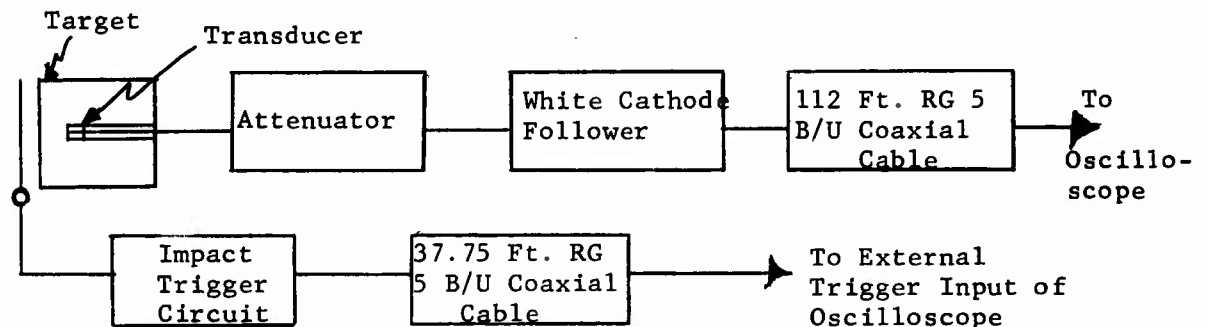 Target
Transducer
Attenuator
White Cathode
Follower
112 Ft. RG 5
B/U Coaxial
Cable
To
Oscillo-
scope
Impact
Trigger
Circuit
37.75 Ft. RG
5 B/U Coaxial
Cable
To External
Trigger Input of
Oscilloscope